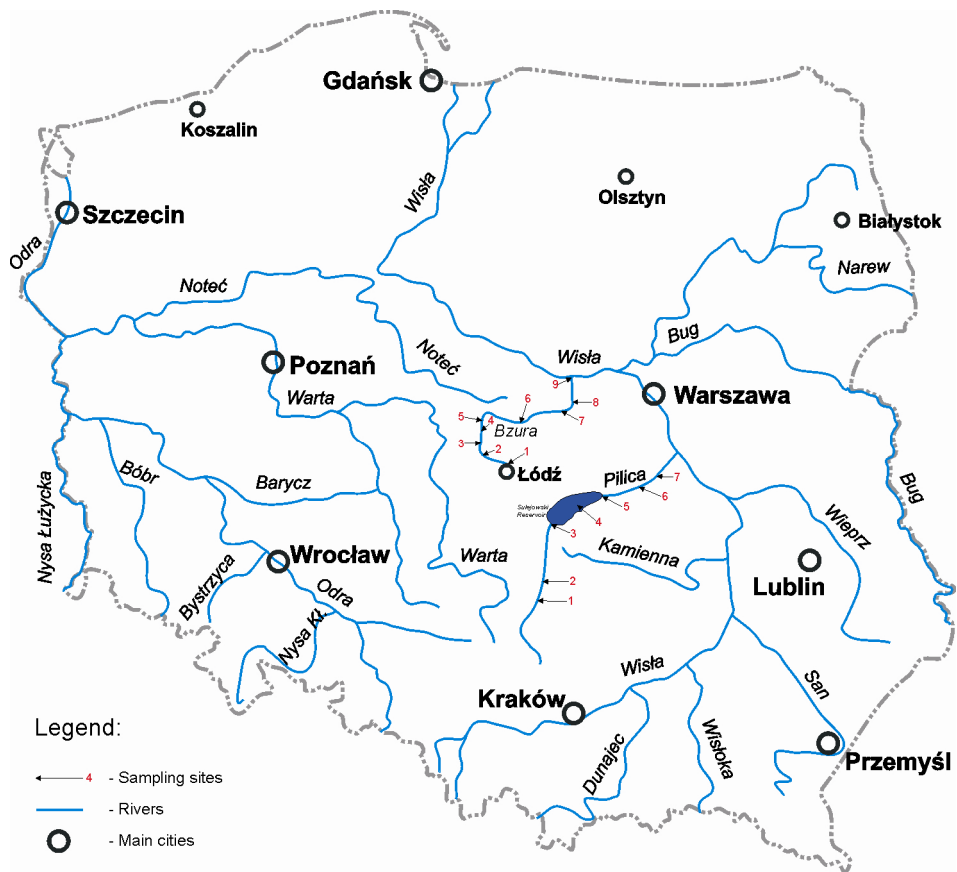 Gdańsk
Koszalin
Olsztyn
Wisła
Szczecin
Białystok
Odra
Narew
Noteć
Bug
Noteć
Wisła
Poznań
9
Warszawa
Warta
8
6
5
4
7
Bzura
3
2
1
Łódź
Bóbr
Barycz
Pilica
7
6
5
Bug
Sulejowski
Reservoir
4
3
Wieprz
Nysa Łużycka
Wrocław
Warta
Kamienna
Lublin
Bystrzyca
Odra
2
1
Nysa Kł.
Wisła
San
Kraków
Dunajec
Wisłoka
Przemyśl
Legend:
4 - Sampling sites
- Rivers
- Main cities